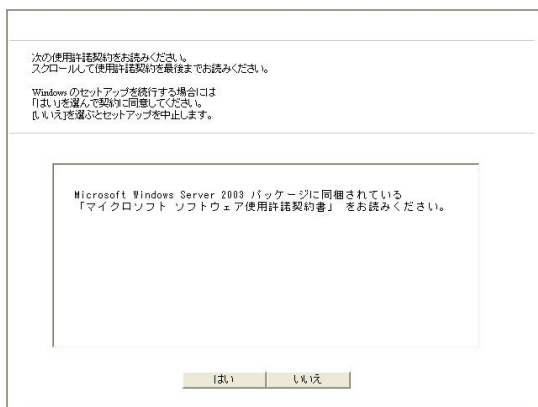 次の使用許諾契約をお読みください。
スクロールして使用許諾契約を最後までお読みください。
Windows のセットアップを続行する場合には
「はい」を選んで契約に同意してください。
[いいえ]を選ぶとセットアップを中止します。
Microsoft Windows Server 2003 パッケージに同梱されている
「マイクロソフト ソフトウェア使用許諾契約書」 をお読みください。
はい
いいえ